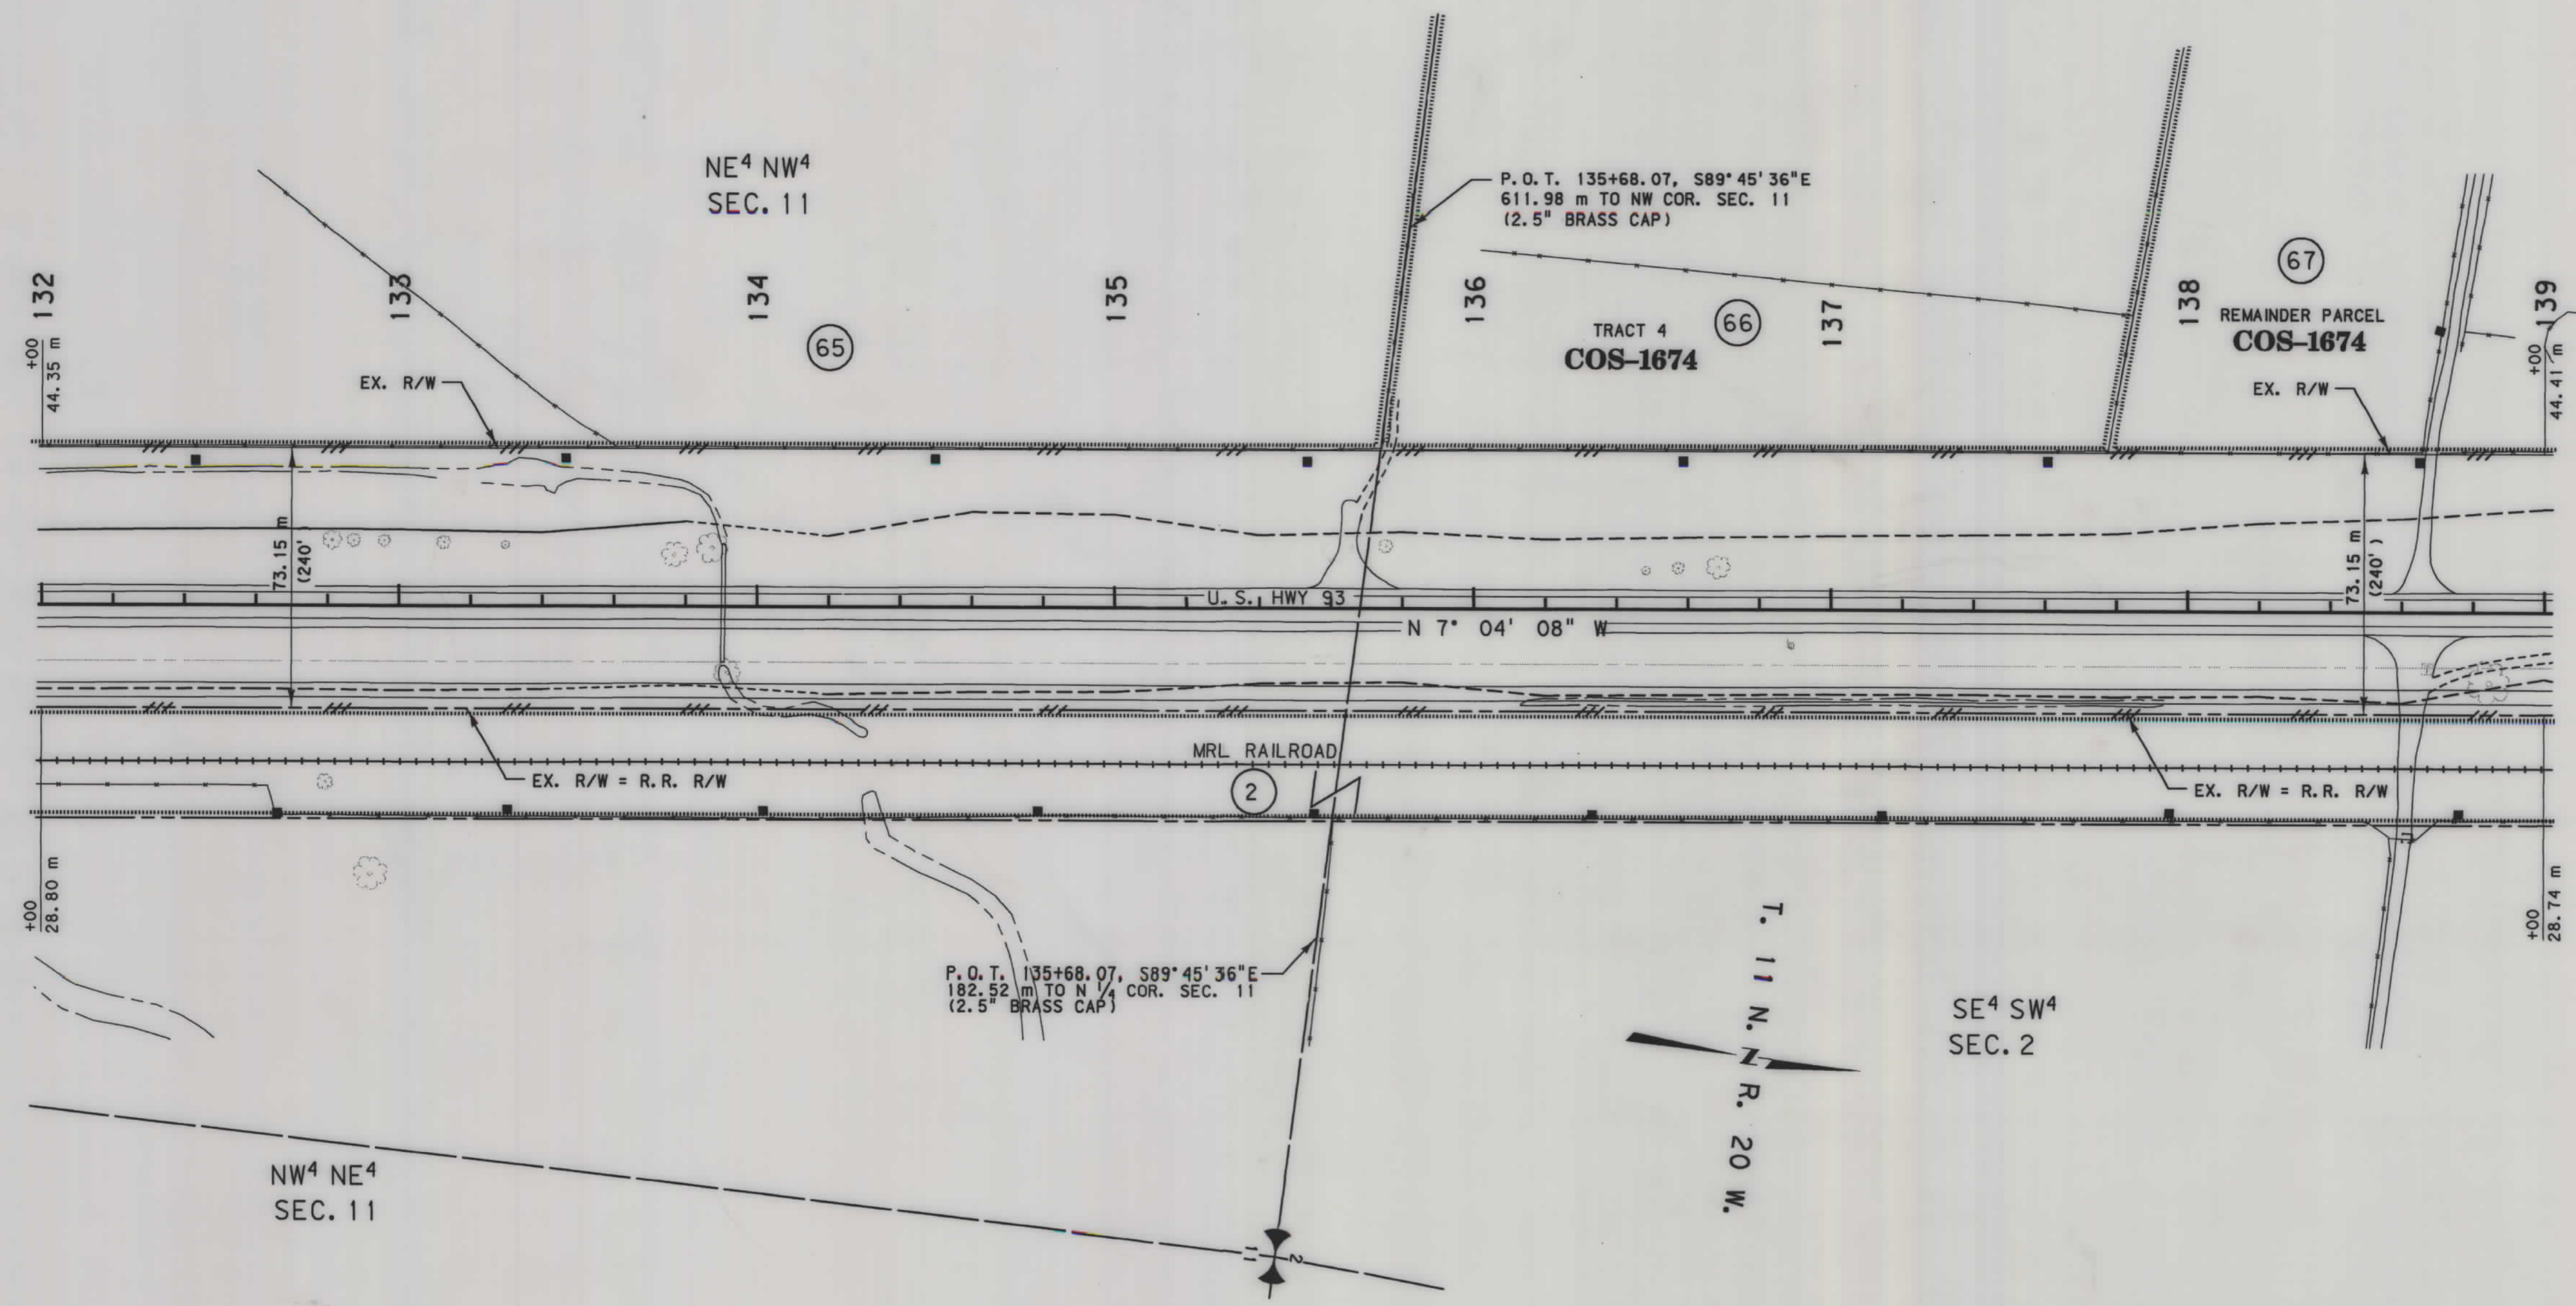 NE⁴ NW⁴
SEC. 11
P.O.T. 135+68.07, S89°45'36"E
611.98 m TO NW COR. SEC. 11
(2.5" BRASS CAP)
132
133
134
135
136
137
138
139
65
66
67
TRACT 4
COS-1674
REMAINDER PARCEL
COS-1674
+00
44.35 m
+00
44.41 m
EX. R/W
EX. R/W
73.15 m
(240')
73.15 m
(240')
U.S. HWY 93
N 7° 04' 08" W
MRL RAILROAD
EX. R/W = R.R. R/W
2
EX. R/W = R.R. R/W
+00
28.80 m
+00
28.74 m
P.O.T. 135+68.07, S89°45'36"E
182.52 m TO N 1/4 COR. SEC. 11
(2.5" BRASS CAP)
T. 11 N.
Z
R. 20 W.
SE⁴ SW⁴
SEC. 2
NW⁴ NE⁴
SEC. 11
11
2